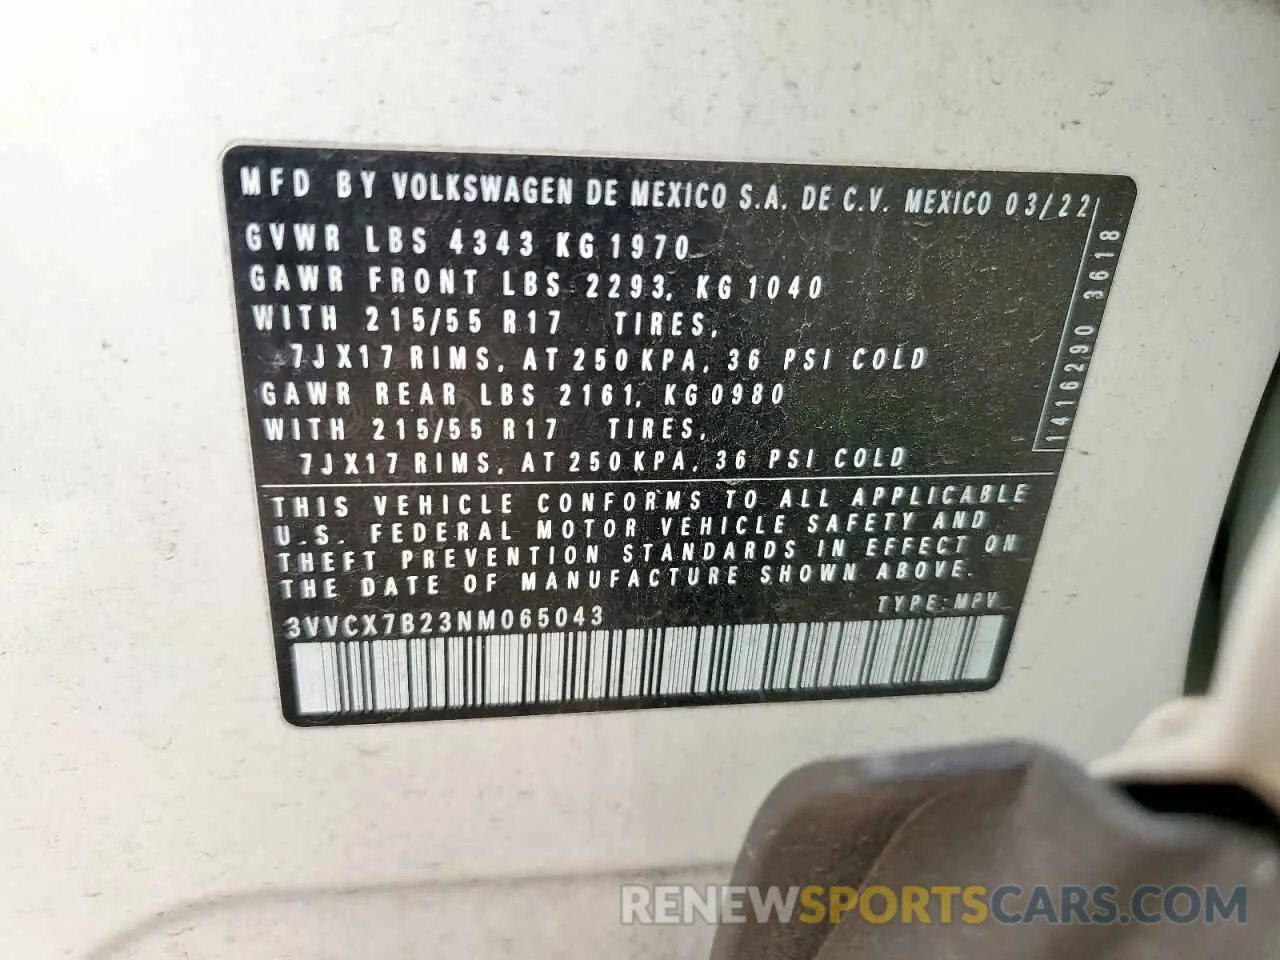 MFD BY VOLKSWAGEN DE MEXICO S.A. DE C.V. MEXICO 03/22
GVWR LBS 4343 KG 1970
GAWR FRONT LBS 2293, KG 1040
WITH 215/55 R17 TIRES,
7JX17 RIMS, AT 250 KPA, 36 PSI COLD
GAWR REAR LBS 2161, KG 0980
WITH 215/55 R17 TIRES,
7JX17 RIMS, AT 250 KPA, 36 PSI COLD
1416290 3618
THIS VEHICLE CONFORMS TO ALL APPLICABLE
U.S. FEDERAL MOTOR VEHICLE SAFETY AND
THEFT PREVENTION STANDARDS IN EFFECT ON
THE DATE OF MANUFACTURE SHOWN ABOVE.
3VVCX7B23NM065043 TYPE: MPV
RENEWSPORTSCARS.COM